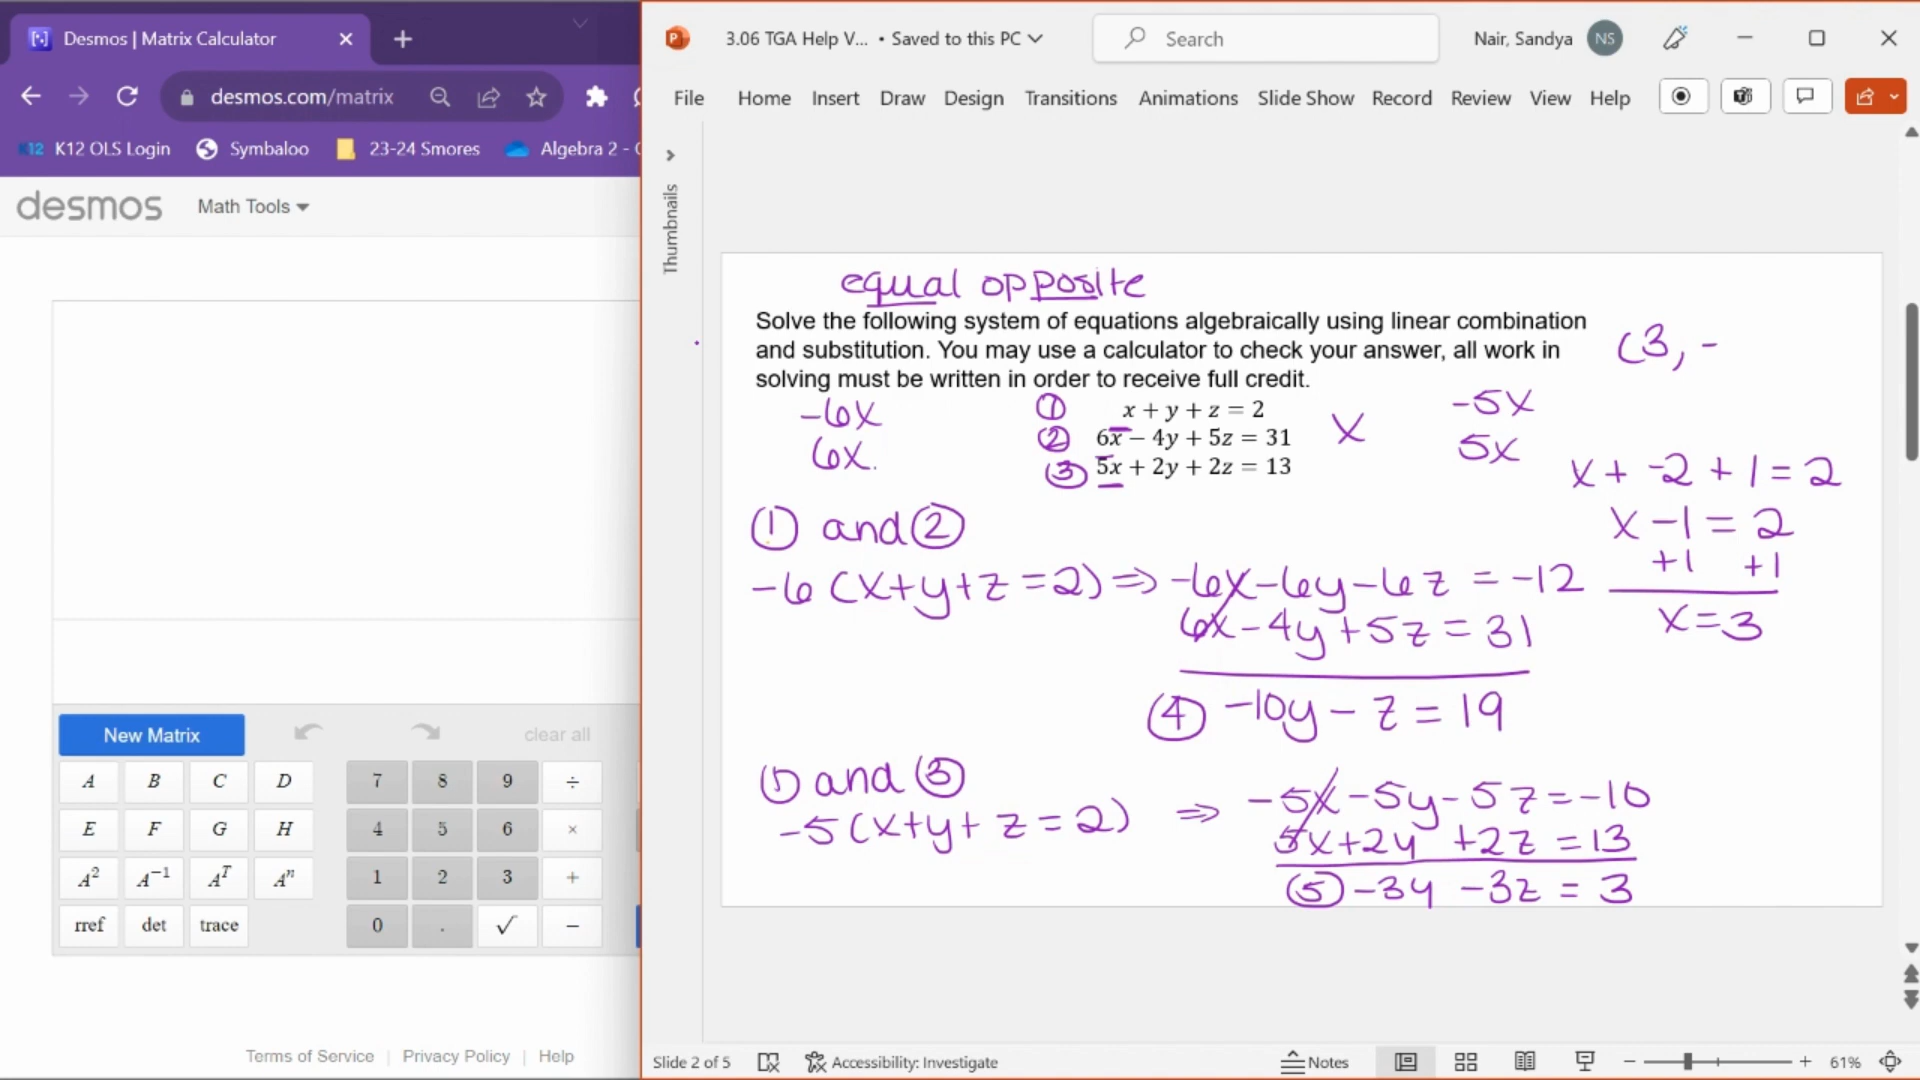 Desmos | Matrix Calculator
desmos.com/matrix
K12 K12 OLS Login Symbaloo 23-24 Smores Algebra 2 -
desmos Math Tools
New Matrix clear all
A B C D 7 8 9 ÷
E F G H 4 5 6 ×
A² A⁻¹ Aᵀ Aⁿ 1 2 3 +
rref det trace 0 . √ −
Terms of Service | Privacy Policy | Help
3.06 TGA Help V... • Saved to this PC
Search
Nair, Sandya NS
File Home Insert Draw Design Transitions Animations Slide Show Record Review View Help
Thumbnails
equal opposite
Solve the following system of equations algebraically using linear combination
and substitution. You may use a calculator to check your answer, all work in
solving must be written in order to receive full credit.
(3, -
-6x
6x
① x + y + z = 2
② 6x − 4y + 5z = 31
③ 5x + 2y + 2z = 13
x
-5x
5x
x + -2 + 1 = 2
x - 1 = 2
+1 +1
x = 3
① and ②
-6 (x+y+z=2) ⇒ -6x-6y-6z = -12
6x-4y+5z = 31
④ -10y - z = 19
① and ③
-5 (x+y+z=2) ⇒ -5x-5y-5z=-10
5x+2y+2z = 13
⑤ -3y -3z = 3
Slide 2 of 5 Accessibility: Investigate Notes 61%